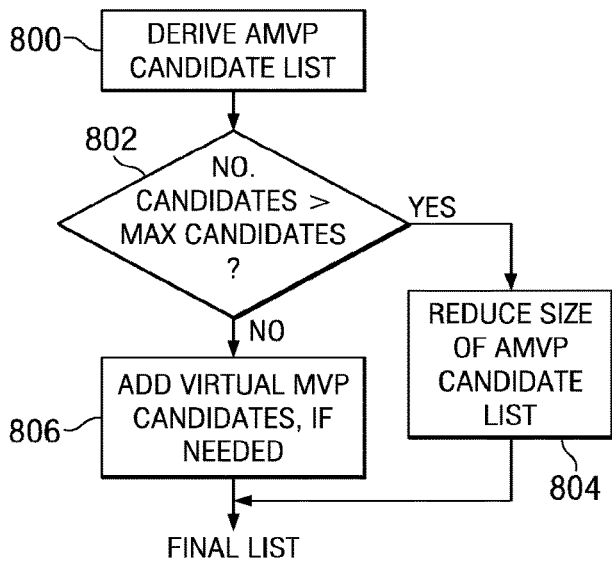 800
DERIVE AMVP
CANDIDATE LIST
802
NO.
CANDIDATES >
MAX CANDIDATES
?
YES
NO
REDUCE SIZE
OF AMVP
CANDIDATE
LIST
804
806
ADD VIRTUAL MVP
CANDIDATES, IF
NEEDED
FINAL LIST